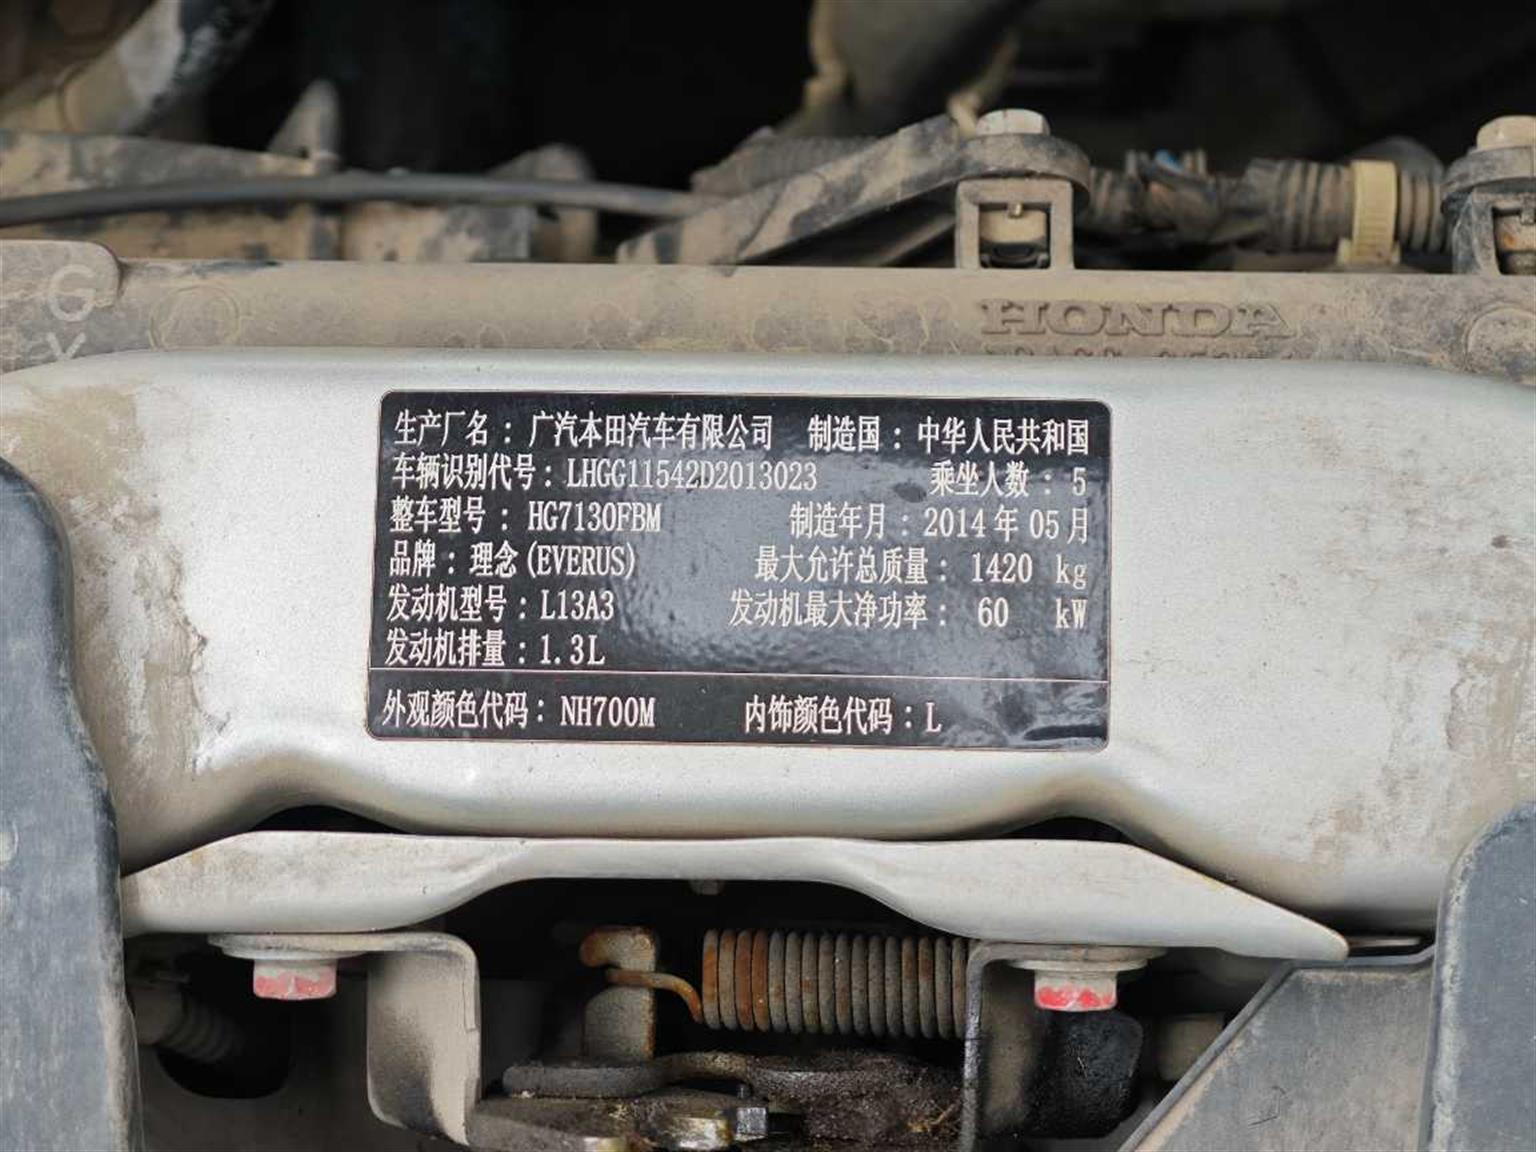 G
Y
HONDA
生产厂名：广汽本田汽车有限公司 制造国：中华人民共和国
车辆识别代号：LHGG11542D2013023 乘坐人数：5
整车型号：HG7130FBM 制造年月：2014年05月
品牌：理念(EVERUS) 最大允许总质量：1420 kg
发动机型号：L13A3 发动机最大净功率：60 kW
发动机排量：1.3L
外观颜色代码：NH700M 内饰颜色代码：L